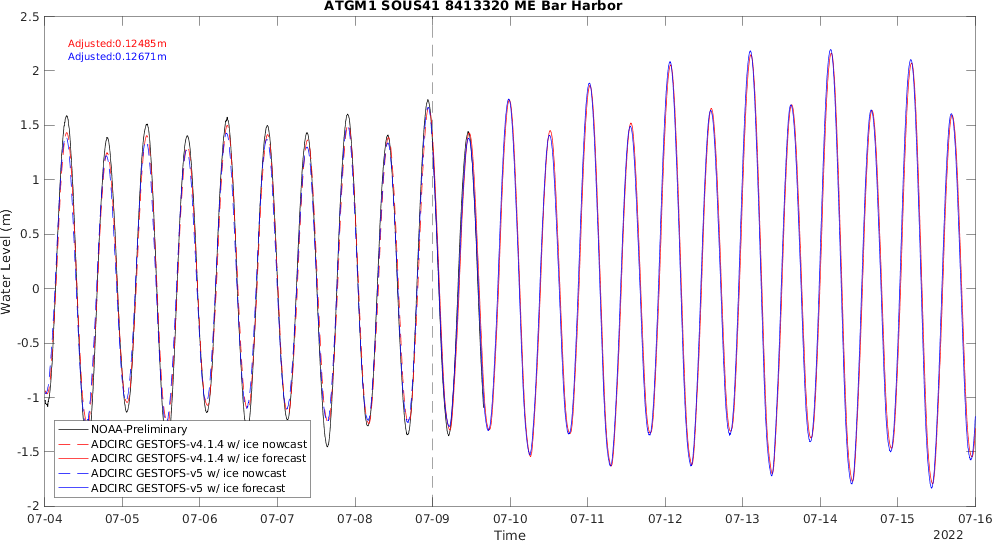 ATGM1 SOUS41 8413320 ME Bar Harbor
Adjusted:0.12485m
Adjusted:0.12671m
2.5
2
1.5
1
0.5
0
-0.5
-1
-1.5
-2
Water Level (m)
NOAA-Preliminary
ADCIRC GESTOFS-v4.1.4 w/ ice nowcast
ADCIRC GESTOFS-v4.1.4 w/ ice forecast
ADCIRC GESTOFS-v5 w/ ice nowcast
ADCIRC GESTOFS-v5 w/ ice forecast
07-04 07-05 07-06 07-07 07-08 07-09 07-10 07-11 07-12 07-13 07-14 07-15 07-16
Time
2022